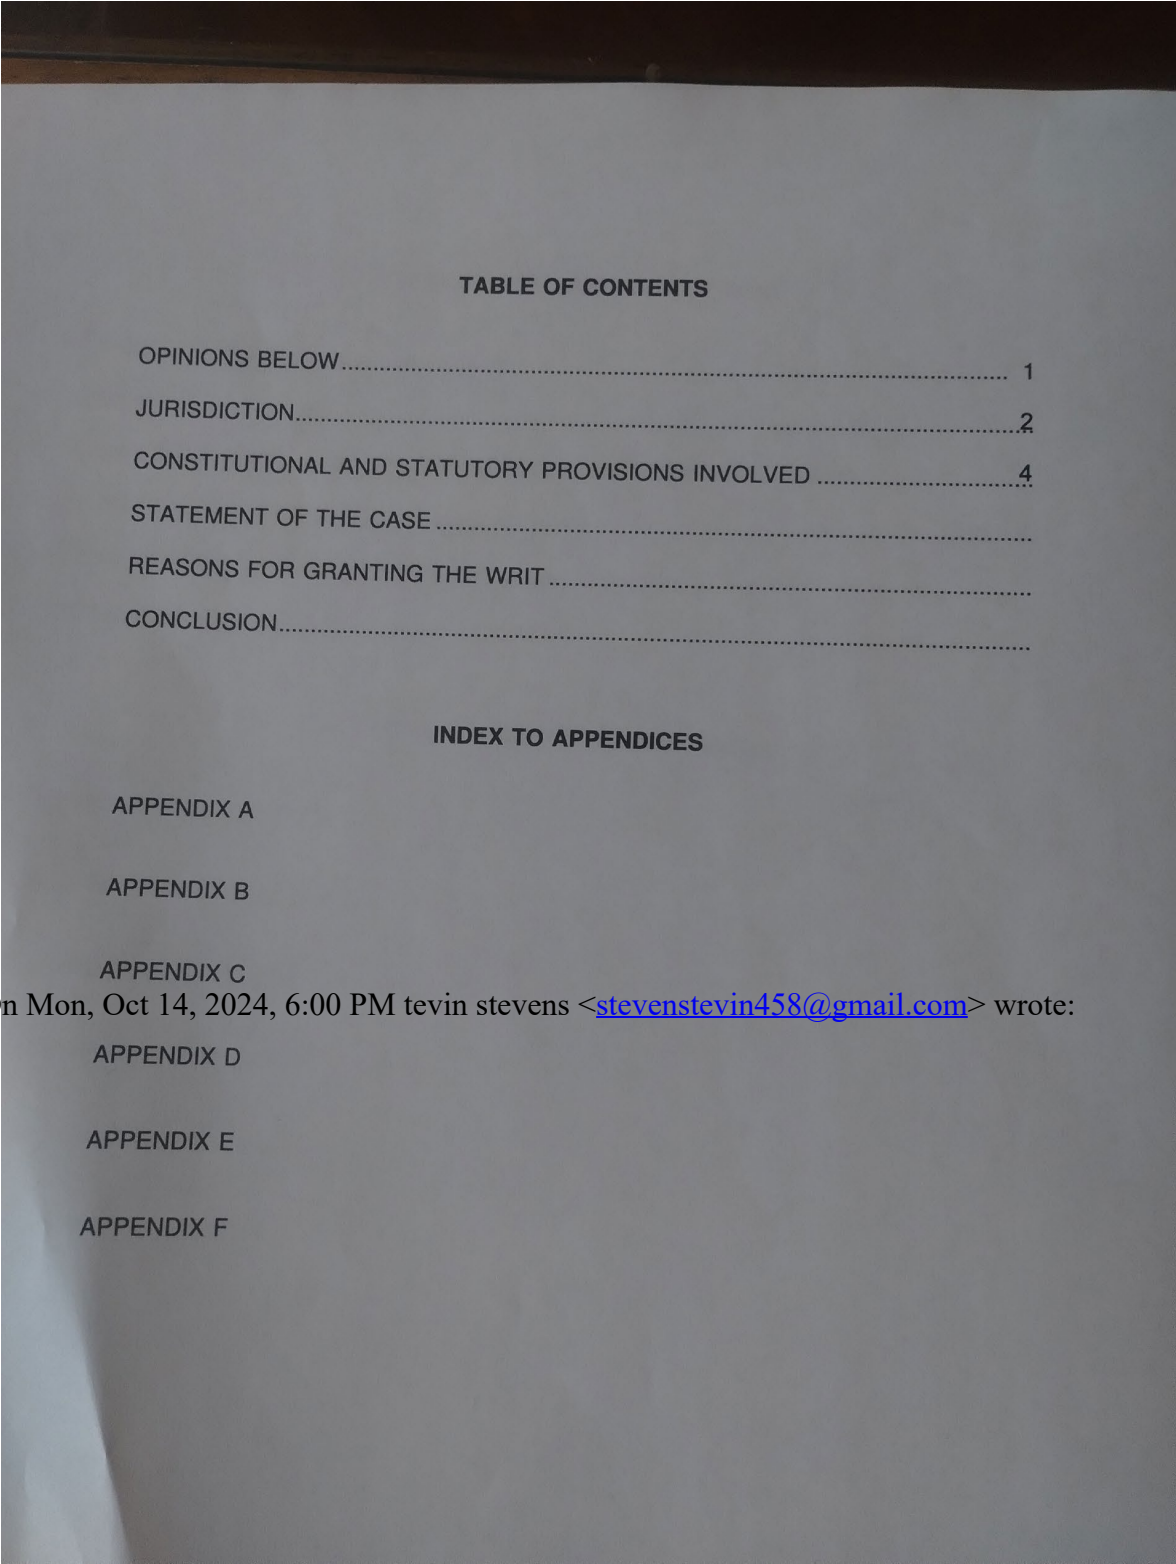 TABLE OF CONTENTS
OPINIONS BELOW........................................................................................................ 1
JURISDICTION....................................................................................................................2
CONSTITUTIONAL AND STATUTORY PROVISIONS INVOLVED .................................4
STATEMENT OF THE CASE ............................................................................................
REASONS FOR GRANTING THE WRIT ..........................................................................
CONCLUSION.....................................................................................................................
INDEX TO APPENDICES
APPENDIX A
APPENDIX B
APPENDIX C
n Mon, Oct 14, 2024, 6:00 PM tevin stevens <stevenstevin458@gmail.com> wrote:
APPENDIX D
APPENDIX E
APPENDIX F